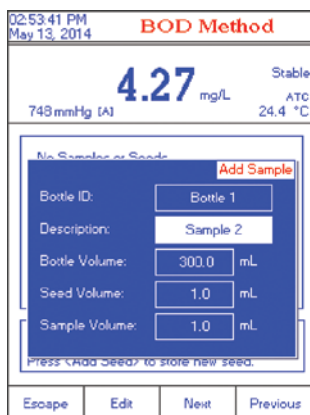 02:53:41 PM
May 13, 2014
BOD Method
4.27 mg/L
Stable
ATC
748 mmHg [A]
24.4 °C
No Samples or Seeds
Add Sample
Bottle ID: Bottle 1
Description: Sample 2
Bottle Volume: 300.0 mL
Seed Volume: 1.0 mL
Sample Volume: 1.0 mL
Press <Add Seed> to store new seed.
Escape Edit Next Previous